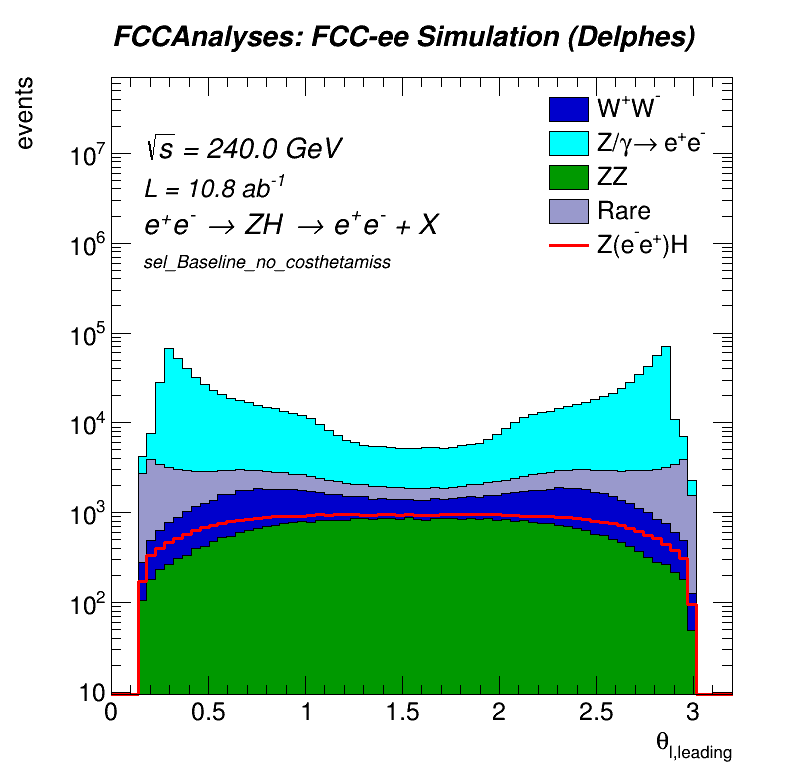 FCCAnalyses: FCC-ee Simulation (Delphes)
events
√s = 240.0 GeV
L = 10.8 ab⁻¹
e⁺e⁻ → ZH → e⁺e⁻ + X
sel_Baseline_no_costhetamiss
W⁺W⁻
Z/γ→ e⁺e⁻
ZZ
Rare
Z(e⁻e⁺)H
10⁷
10⁶
10⁵
10⁴
10³
10²
10
0 0.5 1 1.5 2 2.5 3
θl,leading